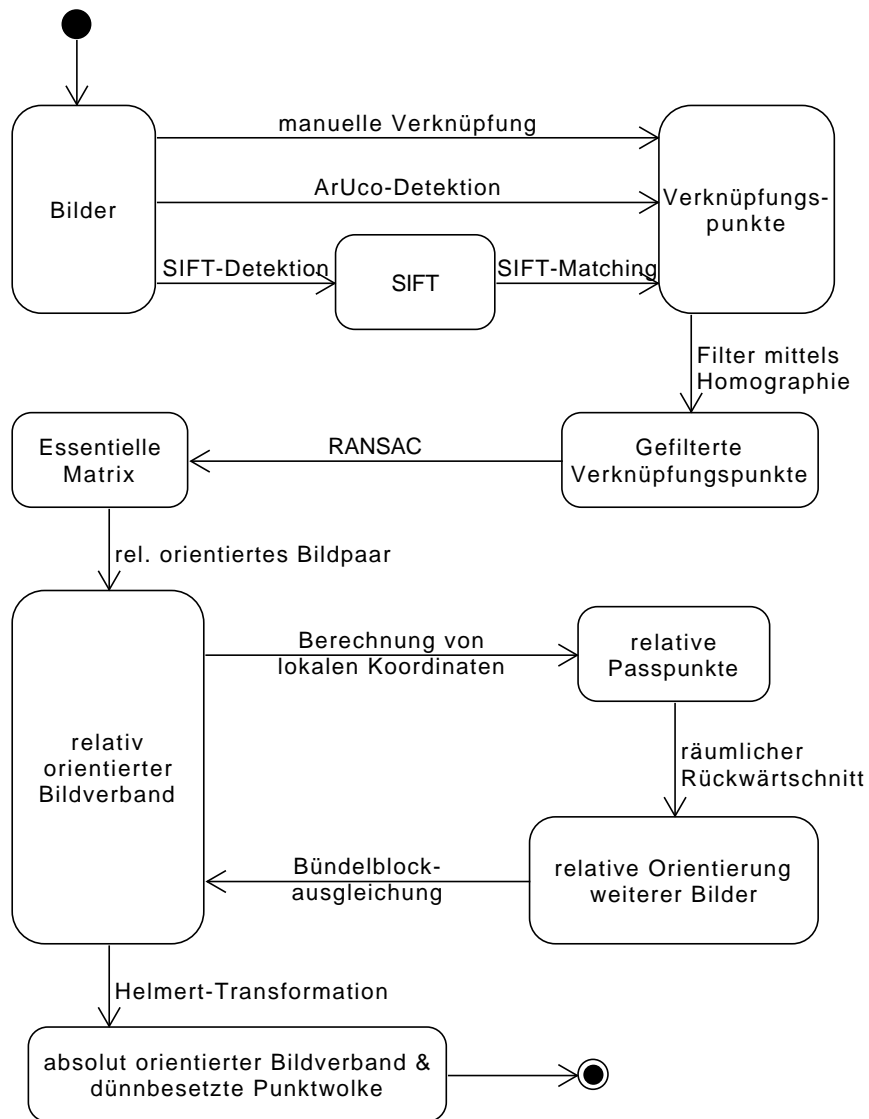 manuelle Verknüpfung
ArUco-Detektion
Bilder
Verknüpfungs-
punkte
SIFT-Detektion
SIFT
SIFT-Matching
Filter mittels
Homographie
Essentielle
Matrix
RANSAC
Gefilterte
Verknüpfungspunkte
rel. orientiertes Bildpaar
Berechnung von
lokalen Koordinaten
relative
Passpunkte
relativ
orientierter
Bildverband
räumlicher
Rückwärtschnitt
Bündelblock-
ausgleichung
relative Orientierung
weiterer Bilder
Helmert-Transformation
absolut orientierter Bildverband &
dünnbesetzte Punktwolke